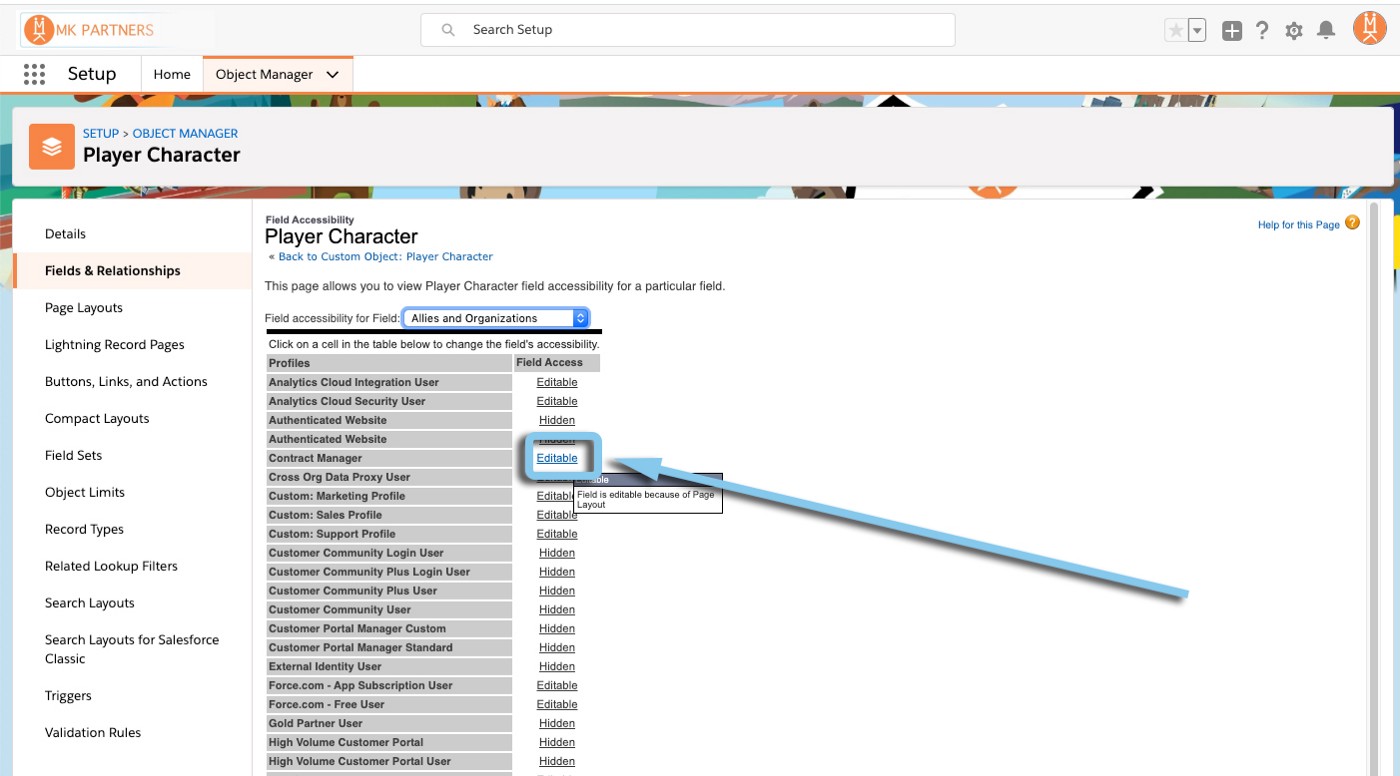 MK PARTNERS
Search Setup
Setup Home Object Manager
SETUP > OBJECT MANAGER
Player Character
Details
Fields & Relationships
Page Layouts
Lightning Record Pages
Buttons, Links, and Actions
Compact Layouts
Field Sets
Object Limits
Record Types
Related Lookup Filters
Search Layouts
Search Layouts for Salesforce
Classic
Triggers
Validation Rules
Field Accessibility
Player Character
« Back to Custom Object: Player Character
Help for this Page ?
This page allows you to view Player Character field accessibility for a particular field.
Field accessibility for Field: Allies and Organizations
Click on a cell in the table below to change the field's accessibility.
Profiles Field Access
Analytics Cloud Integration User Editable
Analytics Cloud Security User Editable
Authenticated Website Hidden
Authenticated Website Hidden
Contract Manager Editable
Cross Org Data Proxy User
Custom: Marketing Profile Editable
Custom: Sales Profile Editable
Custom: Support Profile Editable
Field is editable because of Page
Layout
Customer Community Login User Hidden
Customer Community Plus Login User Hidden
Customer Community Plus User Hidden
Customer Community User Hidden
Customer Portal Manager Custom Hidden
Customer Portal Manager Standard Hidden
External Identity User Hidden
Force.com - App Subscription User Editable
Force.com - Free User Editable
Gold Partner User Hidden
High Volume Customer Portal Hidden
High Volume Customer Portal User Hidden